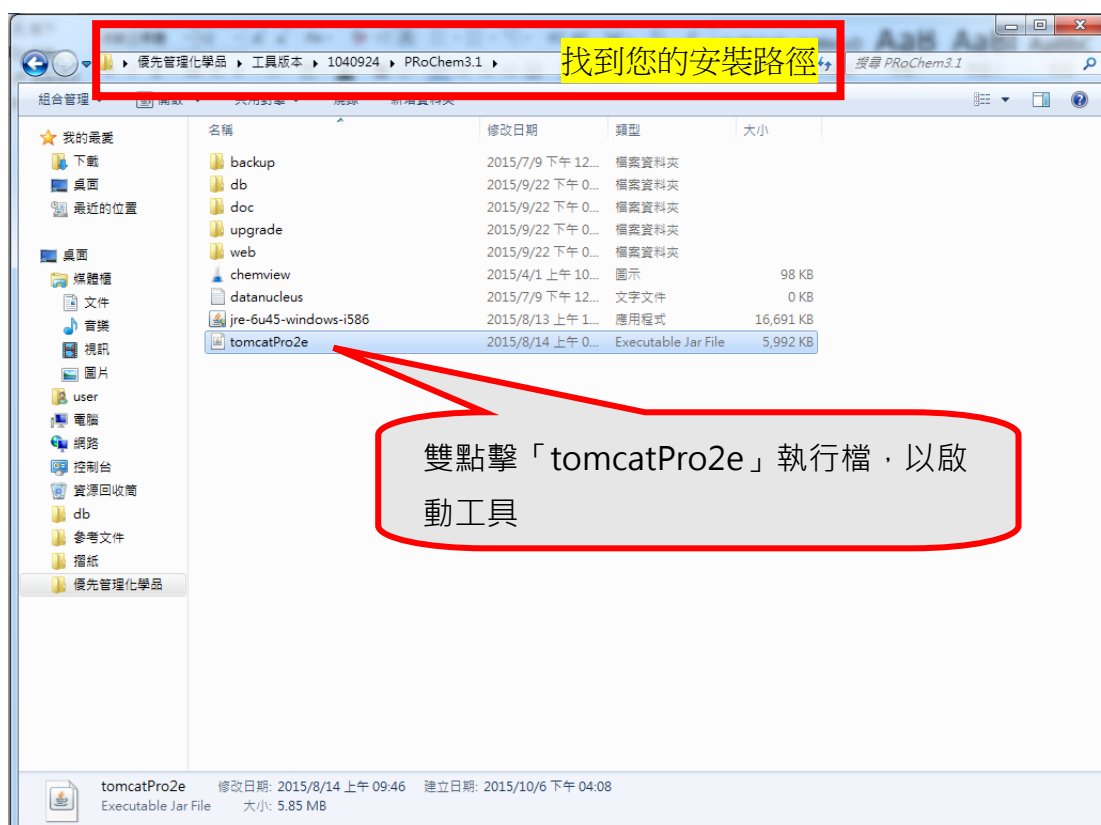 優先管理化學品 ▸ 工具版本 ▸ 1040924 ▸ PRoChem3.1 ▸
找到您的安裝路徑
搜尋 PRoChem3.1
組合管理
新增資料夾
名稱 修改日期 類型 大小
我的最愛
下載
桌面
最近的位置
桌面
媒體櫃
文件
音樂
視訊
圖片
user
電腦
網路
控制台
資源回收筒
db
參考文件
摺紙
優先管理化學品
backup 2015/7/9 下午 12... 檔案資料夾
db 2015/9/22 下午 0... 檔案資料夾
doc 2015/9/22 下午 0... 檔案資料夾
upgrade 2015/9/22 下午 0... 檔案資料夾
web 2015/9/22 下午 0... 檔案資料夾
chemview 2015/4/1 上午 10... 圖示 98 KB
datanucleus 2015/7/9 下午 12... 文字文件 0 KB
jre-6u45-windows-i586 2015/8/13 上午 1... 應用程式 16,691 KB
tomcatPro2e 2015/8/14 上午 0... Executable Jar File 5,992 KB
雙點擊「tomcatPro2e」執行檔，以啟
動工具
tomcatPro2e 修改日期: 2015/8/14 上午 09:46 建立日期: 2015/10/6 下午 04:08
Executable Jar File 大小: 5.85 MB